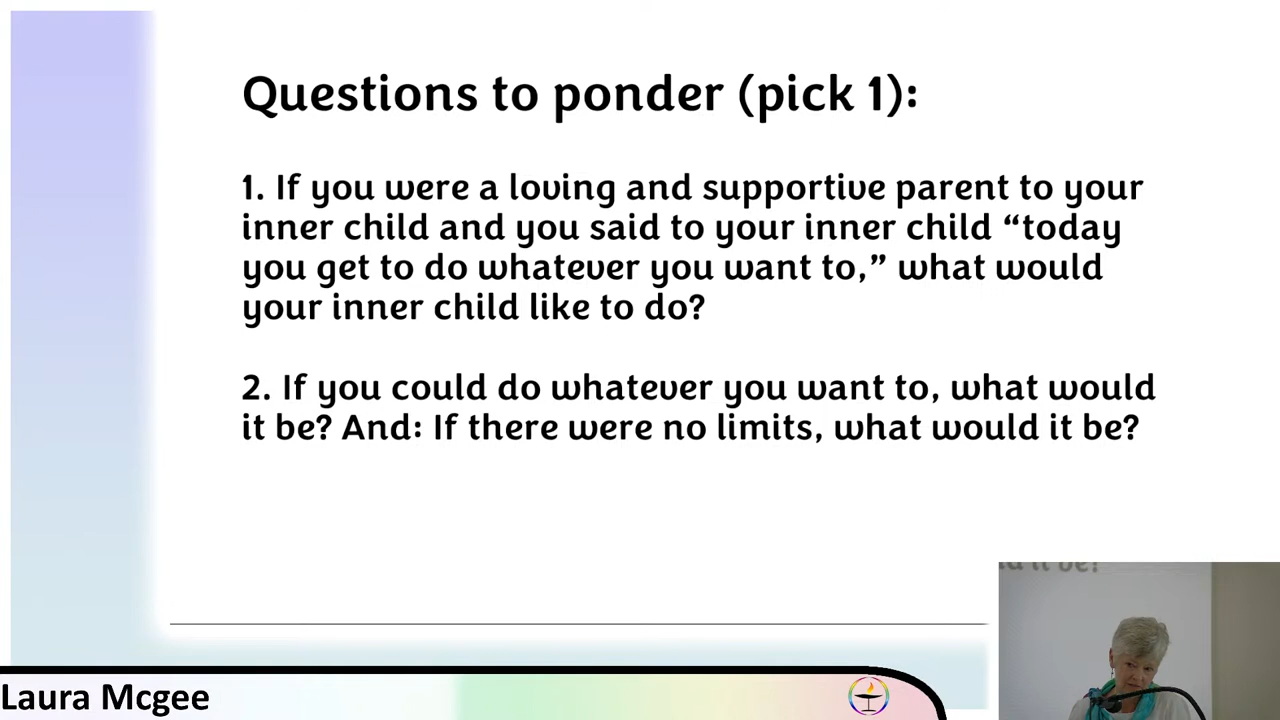 Questions to ponder (pick 1):
1. If you were a loving and supportive parent to your
inner child and you said to your inner child “today
you get to do whatever you want to,” what would
your inner child like to do?
2. If you could do whatever you want to, what would
it be? And: If there were no limits, what would it be?
it be?
Laura Mcgee